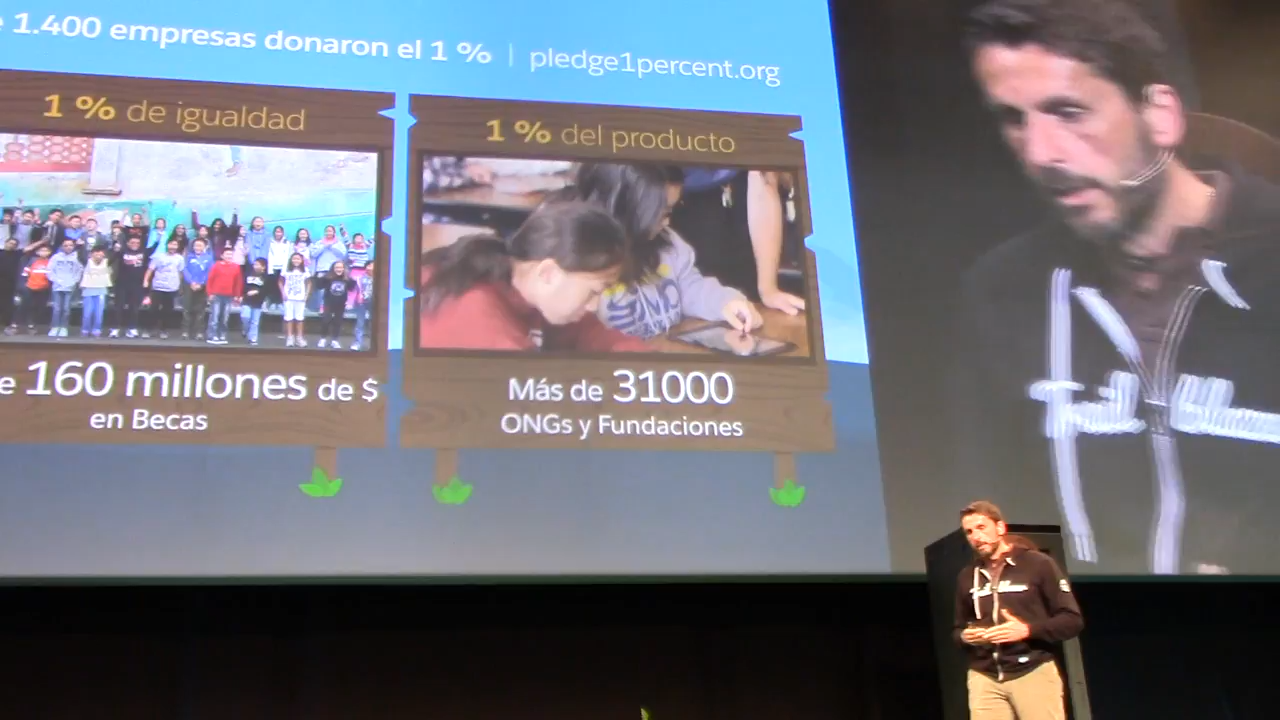 1.400 empresas donaron el 1 % | pledge1percent.org
1 % de igualdad
160 millones de $
en Becas
1 % del producto
Más de 31000
ONGs y Fundaciones